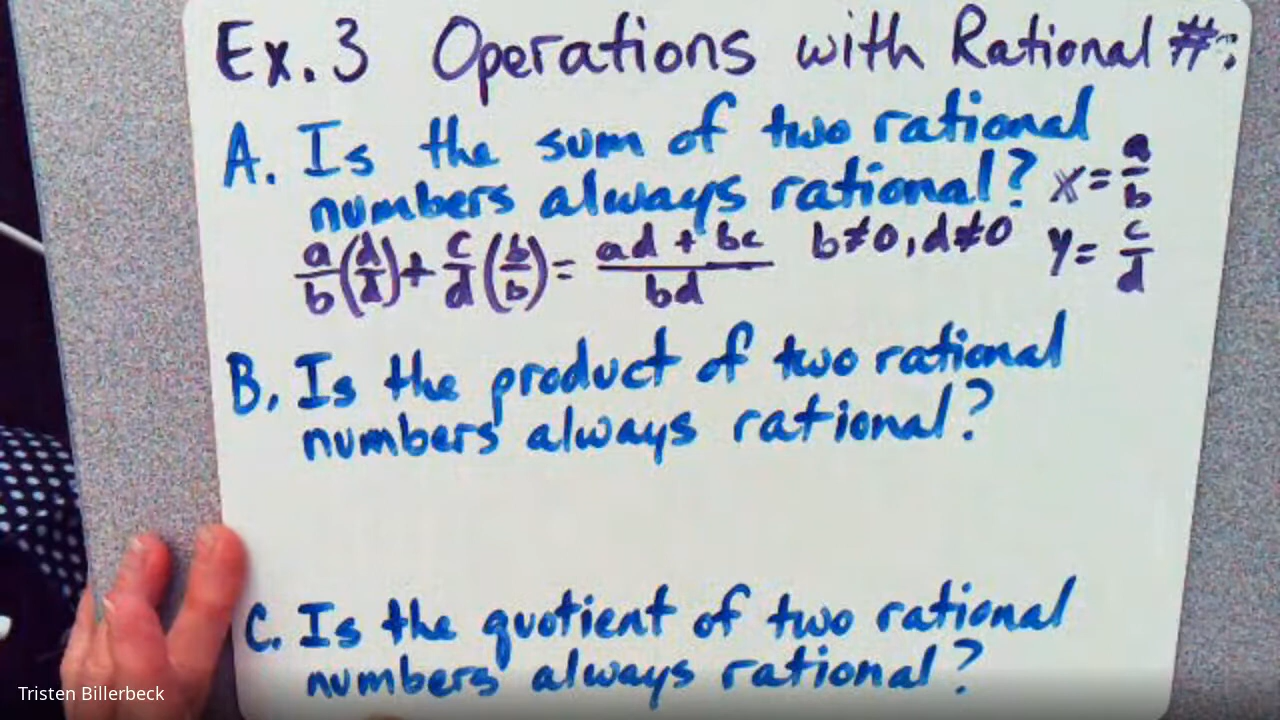 Ex. 3 Operations with Rational #:
A. Is the sum of two rational
numbers always rational?
x = a/b
a/b (d/d) + c/d (b/b) = ad + bc / bd b≠0, d≠0
y = c/d
B. Is the product of two rational
numbers always rational?
C. Is the quotient of two rational
numbers always rational?
Tristen Billerbeck